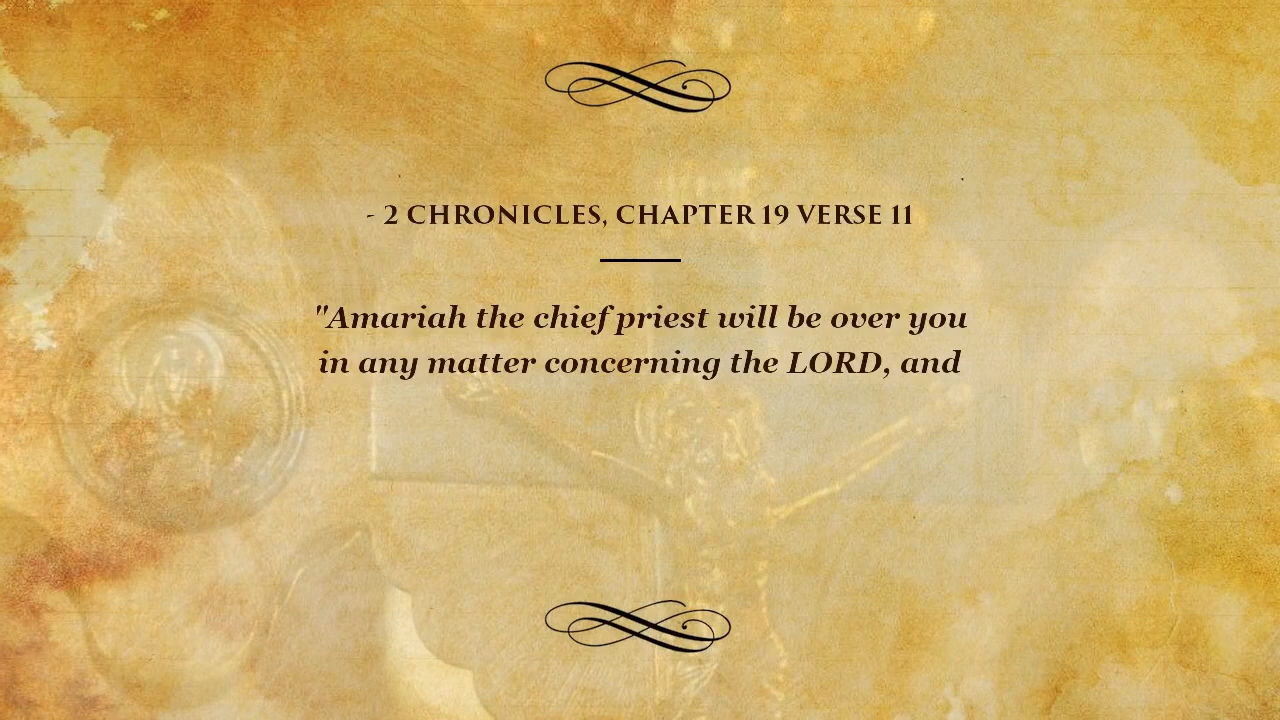 - 2 CHRONICLES, CHAPTER 19 VERSE 11
"Amariah the chief priest will be over you
in any matter concerning the LORD, and